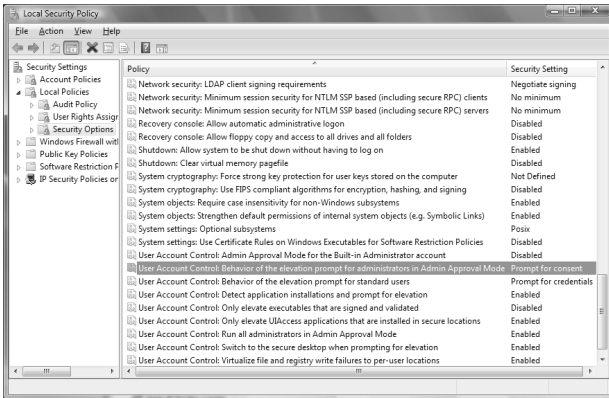 Local Security Policy
File Action View Help
Security Settings
Account Policies
Local Policies
Audit Policy
User Rights Assigr
Security Options
Windows Firewall witl
Public Key Policies
Software Restriction P
IP Security Policies or
Policy Security Setting
Network security: LDAP client signing requirements Negotiate signing
Network security: Minimum session security for NTLM SSP based (including secure RPC) clients No minimum
Network security: Minimum session security for NTLM SSP based (including secure RPC) servers No minimum
Recovery console: Allow automatic administrative logon Disabled
Recovery console: Allow floppy copy and access to all drives and all folders Disabled
Shutdown: Allow system to be shut down without having to log on Enabled
Shutdown: Clear virtual memory pagefile Disabled
System cryptography: Force strong key protection for user keys stored on the computer Not Defined
System cryptography: Use FIPS compliant algorithms for encryption, hashing, and signing Disabled
System objects: Require case insensitivity for non-Windows subsystems Enabled
System objects: Strengthen default permissions of internal system objects (e.g. Symbolic Links) Enabled
System settings: Optional subsystems Posix
System settings: Use Certificate Rules on Windows Executables for Software Restriction Policies Disabled
User Account Control: Admin Approval Mode for the Built-in Administrator account Disabled
User Account Control: Behavior of the elevation prompt for administrators in Admin Approval Mode Prompt for consent
User Account Control: Behavior of the elevation prompt for standard users Prompt for credentials
User Account Control: Detect application installations and prompt for elevation Enabled
User Account Control: Only elevate executables that are signed and validated Disabled
User Account Control: Only elevate UIAccess applications that are installed in secure locations Enabled
User Account Control: Run all administrators in Admin Approval Mode Enabled
User Account Control: Switch to the secure desktop when prompting for elevation Enabled
User Account Control: Virtualize file and registry write failures to per-user locations Enabled